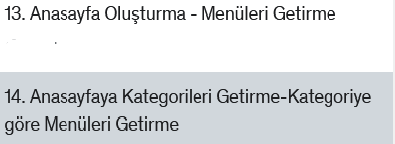 13. Anasayfa Oluşturma - Menüleri Getirme
14. Anasayfaya Kategorileri Getirme-Kategoriye
göre Menüleri Getirme